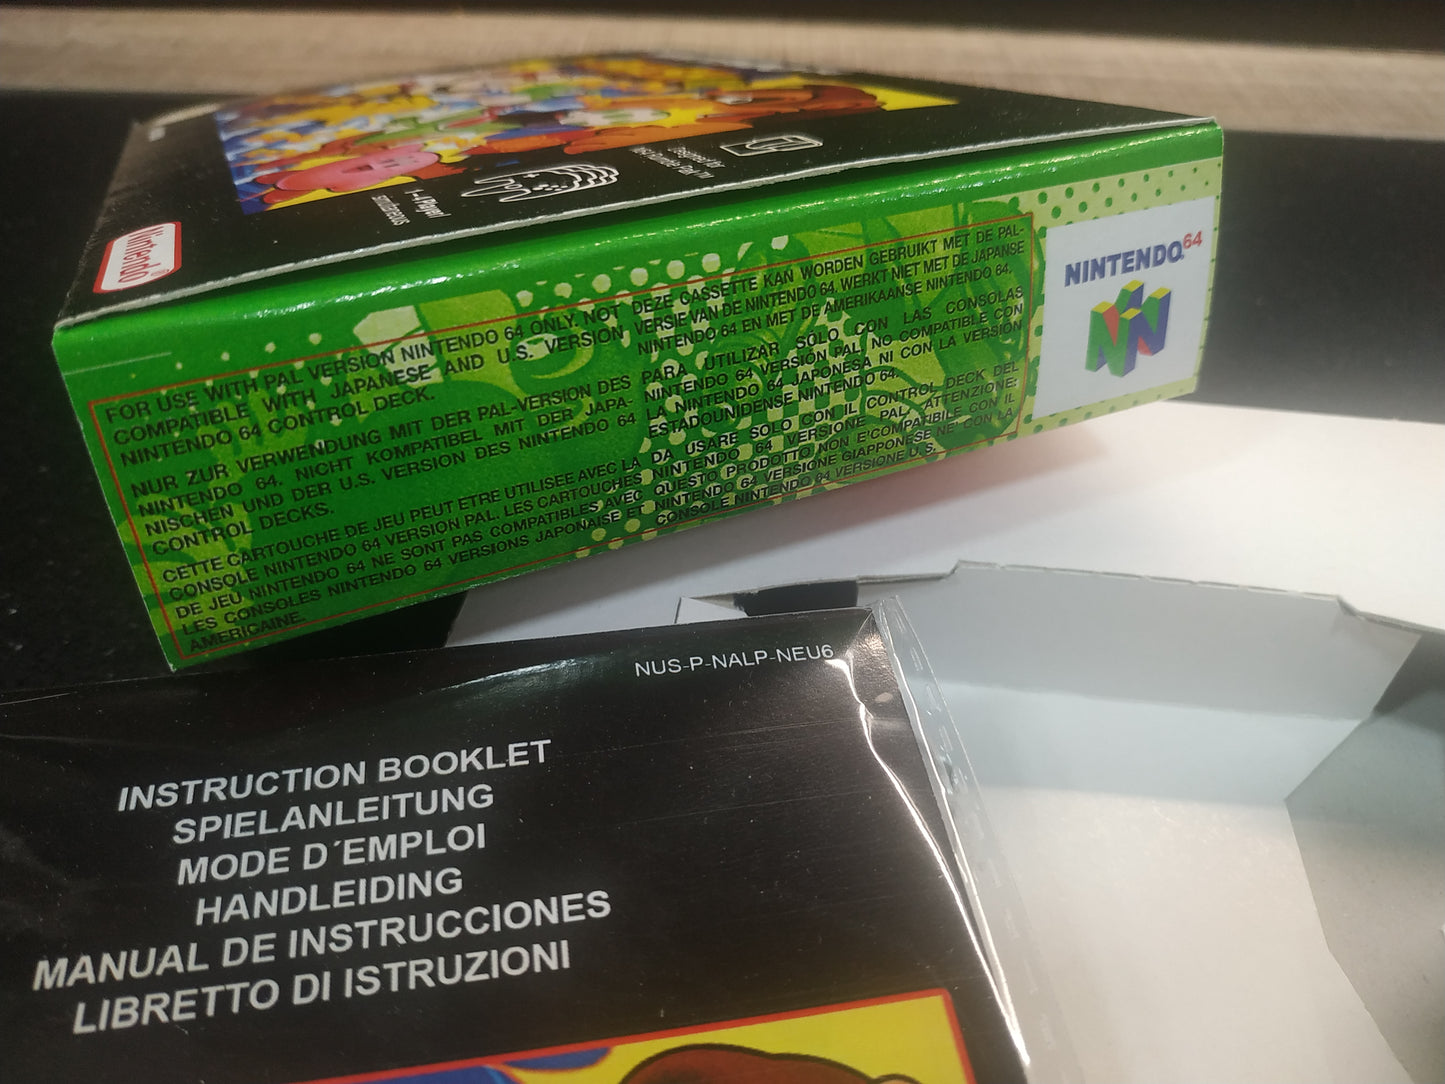 Nintendo®
1-4 Player
simultaneous
NINTENDO 64
FOR USE WITH PAL VERSION NINTENDO 64 ONLY. NOT
COMPATIBLE WITH JAPANESE AND U.S. VERSION
NINTENDO 64 CONTROL DECK.
NUR ZUR VERWENDUNG MIT DER PAL-VERSION DES
NINTENDO 64. NICHT KOMPATIBEL MIT DER JAPA-
NISCHEN UND DER U.S. VERSION DES NINTENDO 64
CONTROL DECKS.
CETTE CARTOUCHE DE JEU PEUT ETRE UTILISEE AVEC LA
CONSOLE NINTENDO 64 VERSION PAL. LES CARTOUCHES
DE JEU NINTENDO 64 NE SONT PAS COMPATIBLES AVEC
LES CONSOLES NINTENDO 64 VERSIONS JAPONAISE ET
AMERICAINE.
DEZE CASSETTE KAN WORDEN GEBRUIKT MET DE PAL-
VERSIE VAN DE NINTENDO 64. WERKT NIET MET DE JAPANSE
NINTENDO 64 EN MET DE AMERIKAANSE NINTENDO 64.
PARA UTILIZAR SOLO CON LAS CONSOLAS
NINTENDO 64 VERSIÓN PAL. NO COMPATIBLE CON
LA NINTENDO 64 JAPONESA NI CON LA VERSIÓN
ESTADOUNIDENSE NINTENDO 64.
DA USARE SOLO CON IL CONTROL DECK DEL
NINTENDO 64 VERSIONE PAL. ATTENZIONE:
QUESTO PRODOTTO NON E'COMPATIBILE CON IL
NINTENDO 64 VERSIONE GIAPPONESE NE' CON LA
CONSOLE NINTENDO 64 VERSIONE U.S.
NUS-P-NALP-NEU6
INSTRUCTION BOOKLET
SPIELANLEITUNG
MODE D´EMPLOI
HANDLEIDING
MANUAL DE INSTRUCCIONES
LIBRETTO DI ISTRUZIONI